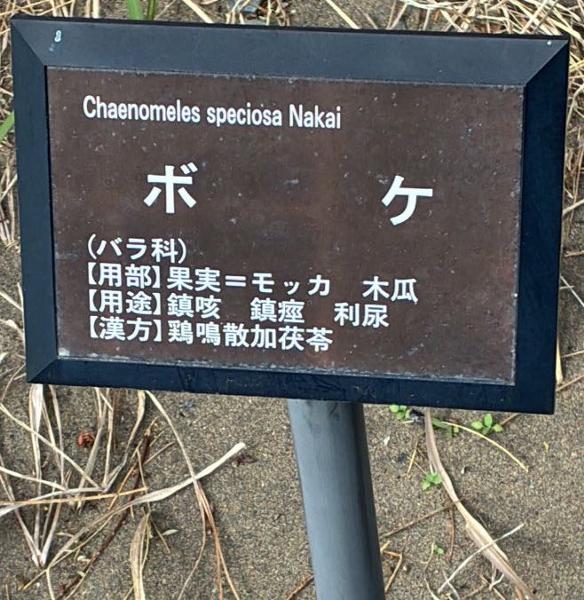 Chaenomeles speciosa Nakai
ボ　ケ
(バラ科)
【用部】果実＝モッカ　木瓜
【用途】鎮咳　鎮痙　利尿
【漢方】鶏鳴散加茯苓